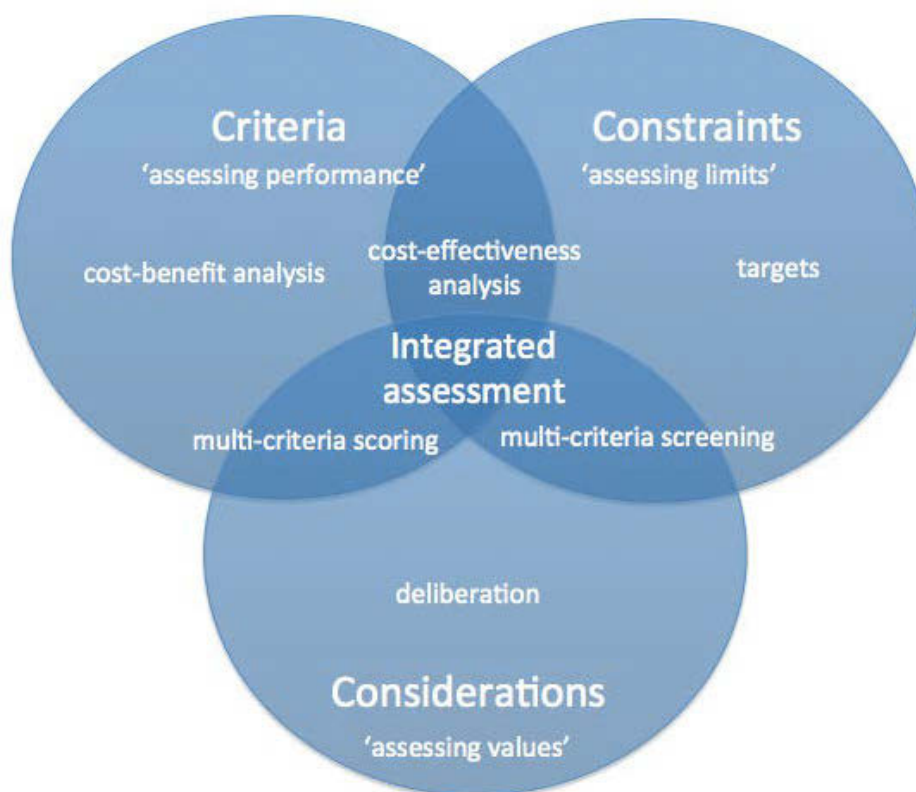 Criteria
‘assessing performance’
Constraints
‘assessing limits’
cost-benefit analysis
cost-effectiveness
analysis
targets
Integrated
assessment
multi-criteria scoring
multi-criteria screening
deliberation
Considerations
‘assessing values’